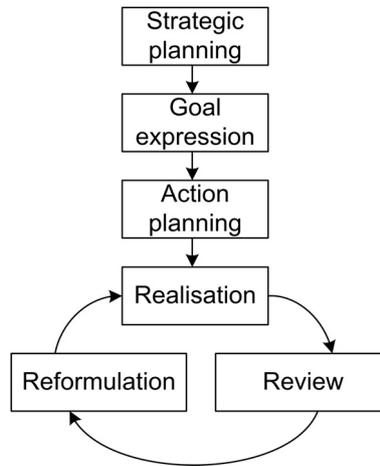 Strategic
planning
Goal
expression
Action
planning
Realisation
Reformulation
Review